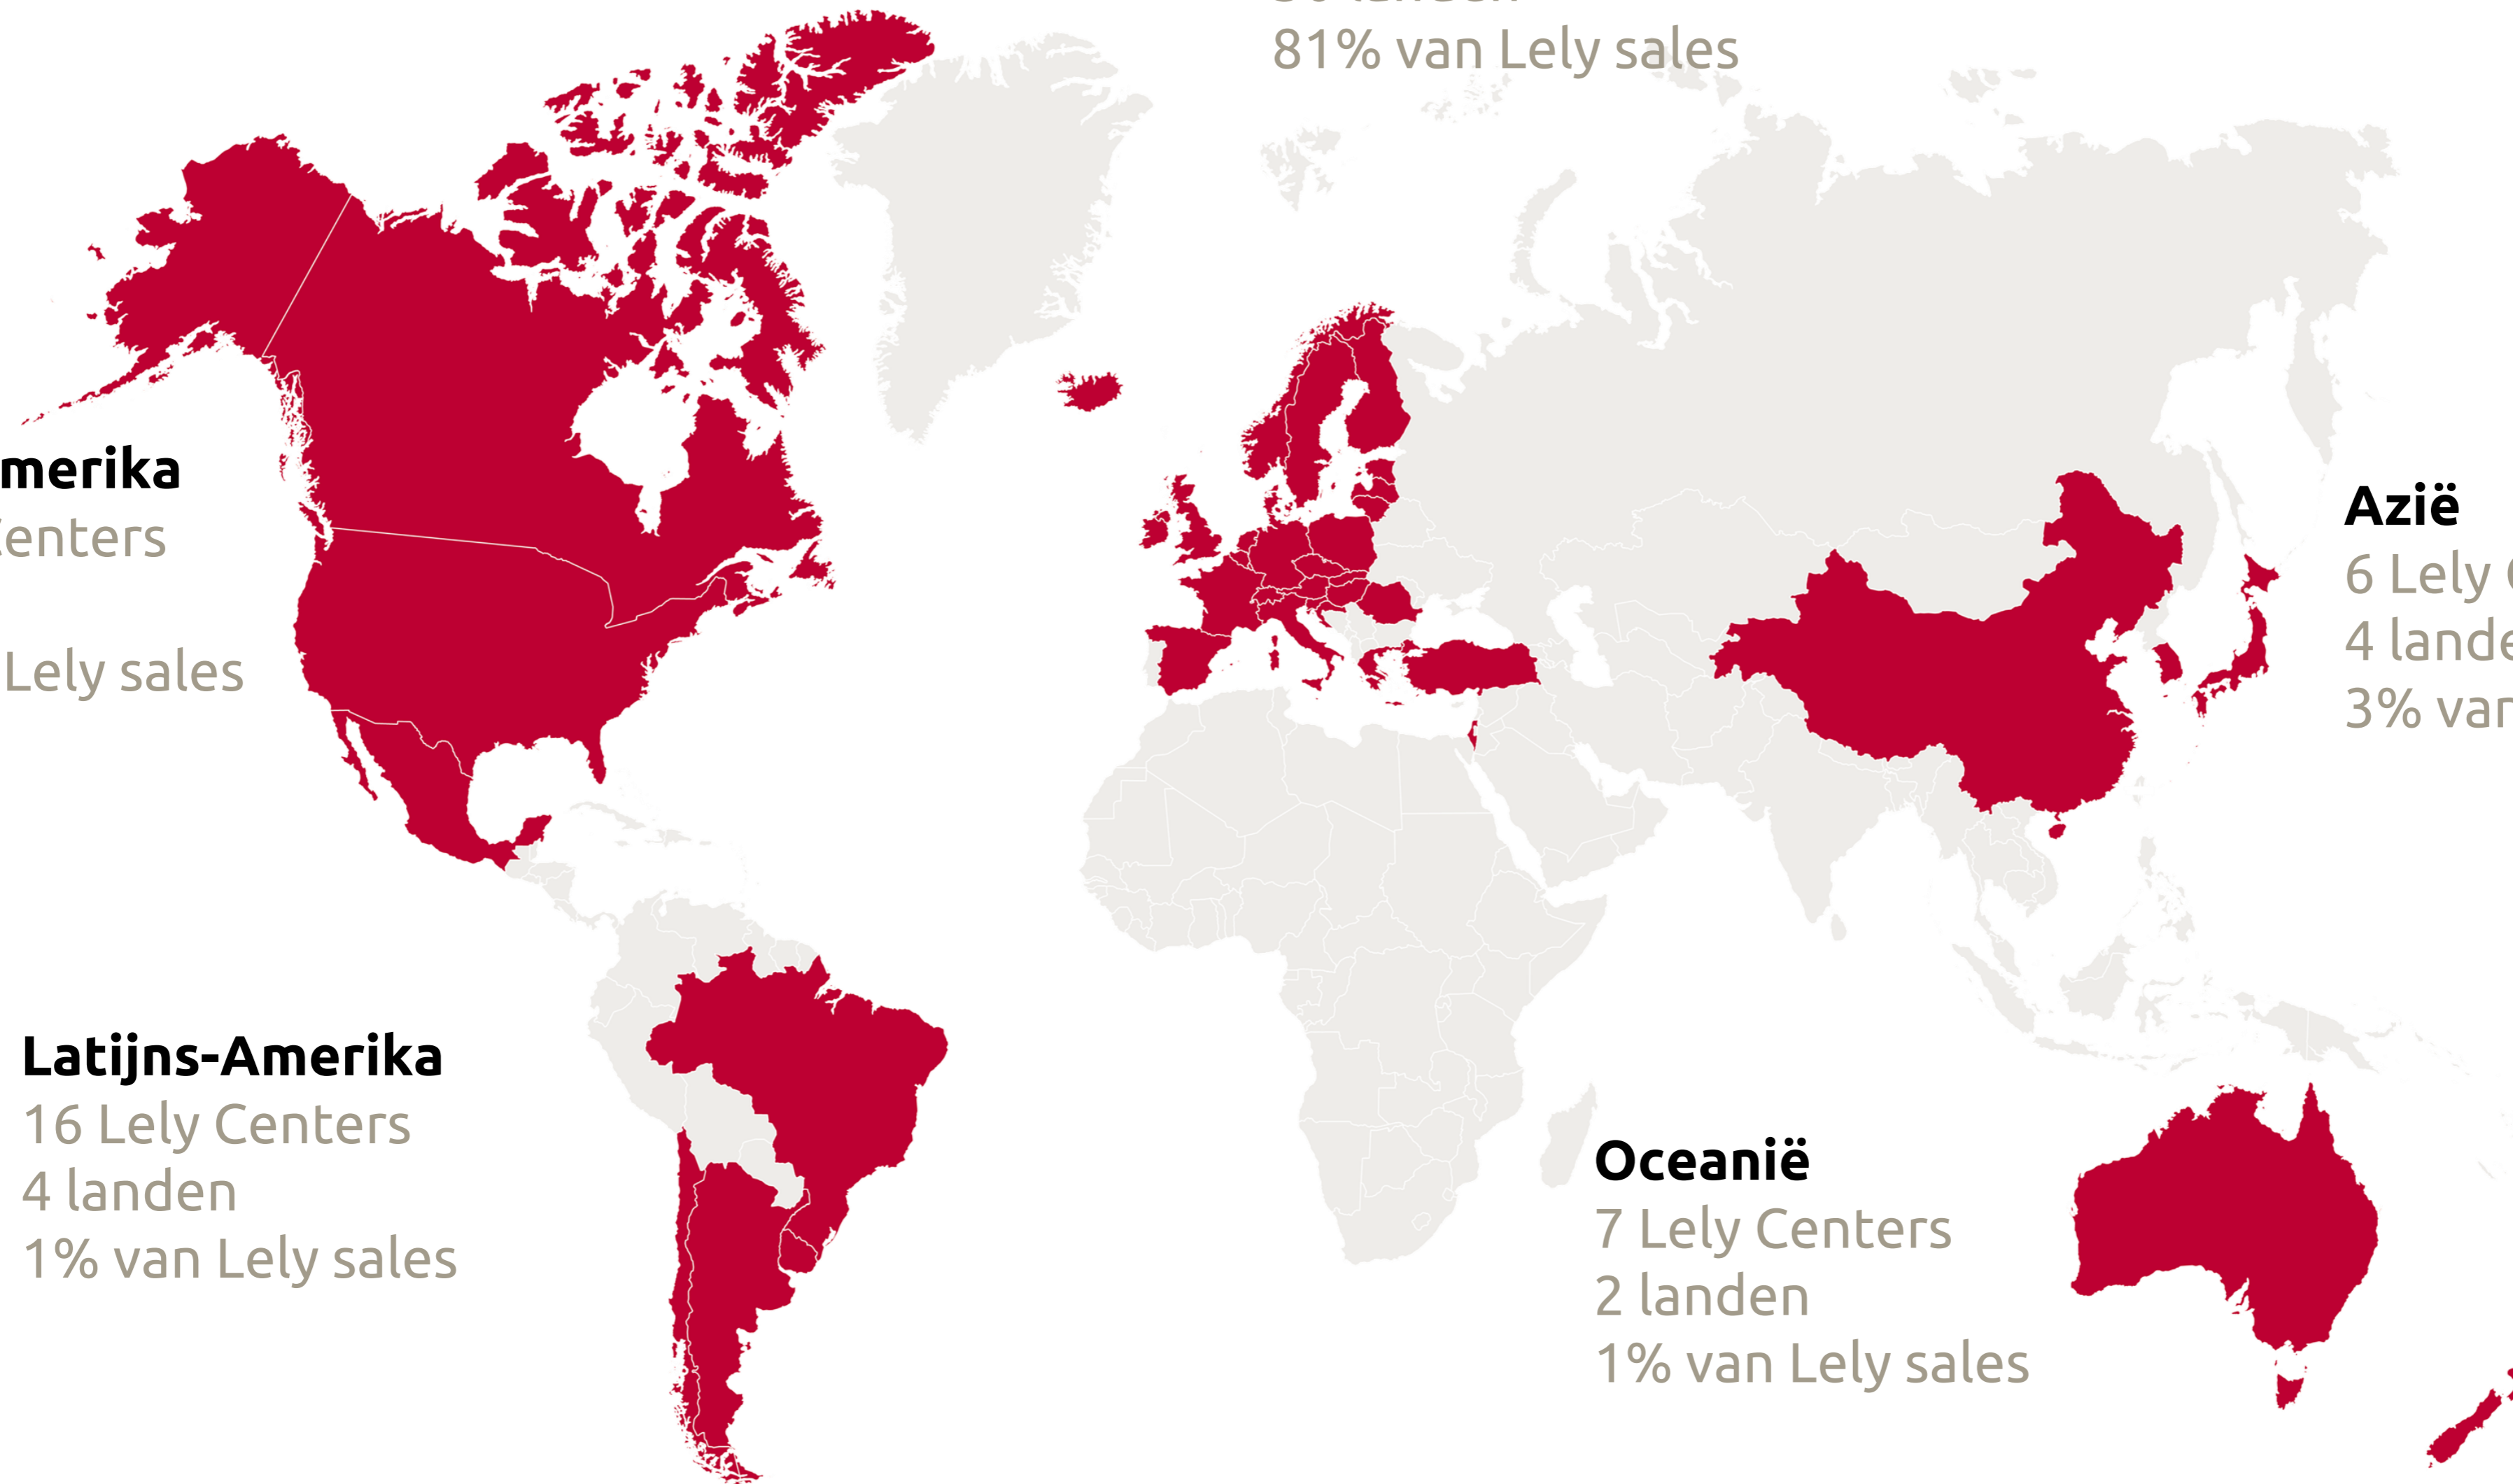 81% van Lely sales
merika
enters
Lely sales
Azië
6 Lely
4 lande
3% van
Latijns-Amerika
16 Lely Centers
4 landen
1% van Lely sales
Oceanië
7 Lely Centers
2 landen
1% van Lely sales